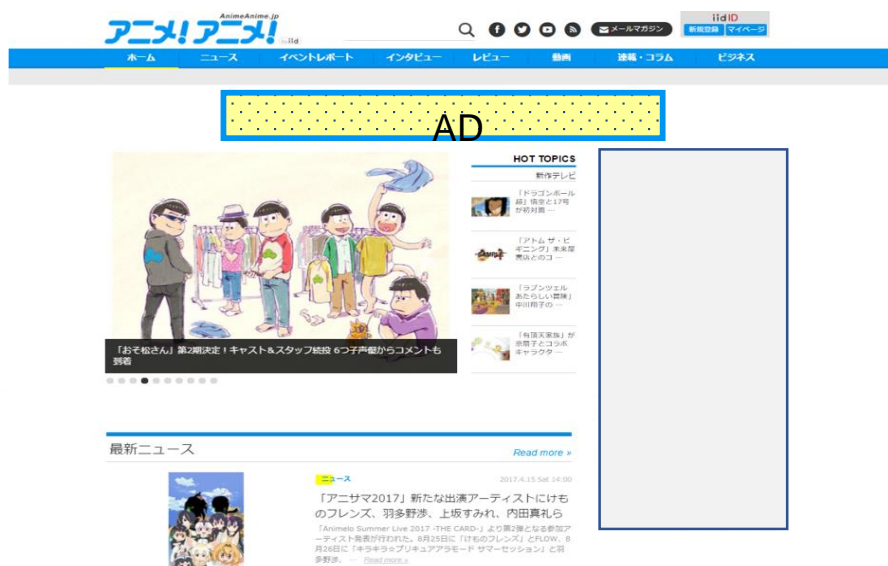 AnimeAnime.jp
アニメ!アニメ!
by iid
メールマガジン
iid ID
新規登録 マイページ
ホーム ニュース イベントレポート インタビュー レビュー 動画 連載・コラム ビジネス
AD
「おそ松さん」第2期決定!キャスト&スタッフ続投 6つ子声優からコメントも
到着
HOT TOPICS
新作テレビ
「ドラゴンボール
超」悟空と17号
が初対面 …
「アトム ザ・ビ
ギニング」未来屋
書店とのコ …
「ラプンツェル
あたらしい冒険」
中川翔子の …
「有頂天家族」が
京扇子とコラボ
キャラクタ …
最新ニュース
Read more »
ニュース
2017.4.15 Sat 14:00
「アニサマ2017」新たな出演アーティストにけも
のフレンズ、羽多野渉、上坂すみれ、内田真礼ら
「Animelo Summer Live 2017 -THE CARD-」より第2弾となる参加ア
ーティスト発表が行われた。8月25日に「けものフレンズ」とFLOW、8
月26日に「キラキラ☆プリキュアアラモード サマーセッション」と羽
多野渉、 … Read more »